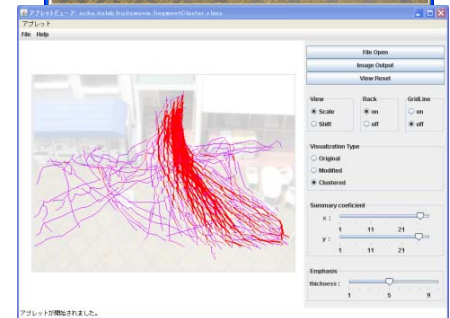 アプレットビューア: ocha.itolab.fruitsmovie.SegmentCluster.class
アプレット
File Help
File Open
Image Output
View Reset
View Back GridLine
Scale on on
Shift off off
Visualization Type
Original
Modified
Clustered
Summary coeficient
x :
1 11 21
y :
1 11 21
Emphasis
thickness :
1 5 9
アプレットが開始されました。